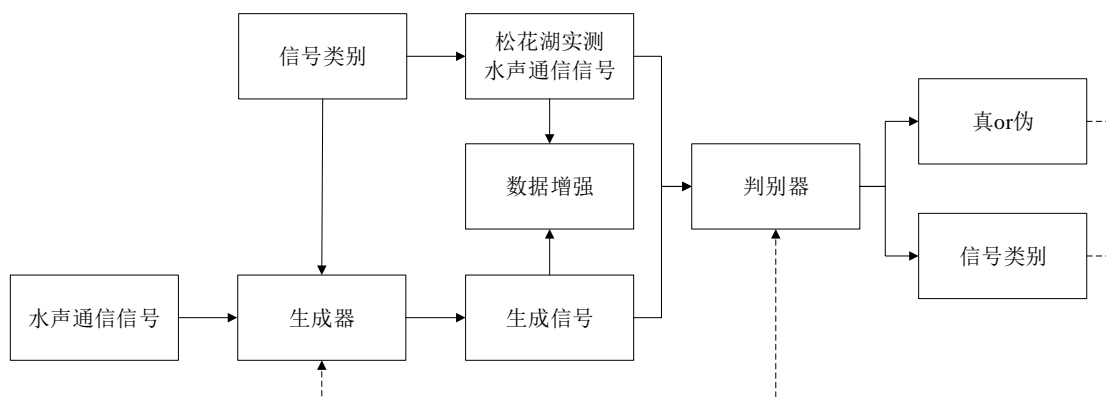 信号类别
松花湖实测
水声通信信号
真or伪
数据增强
判别器
信号类别
水声通信信号
生成器
生成信号